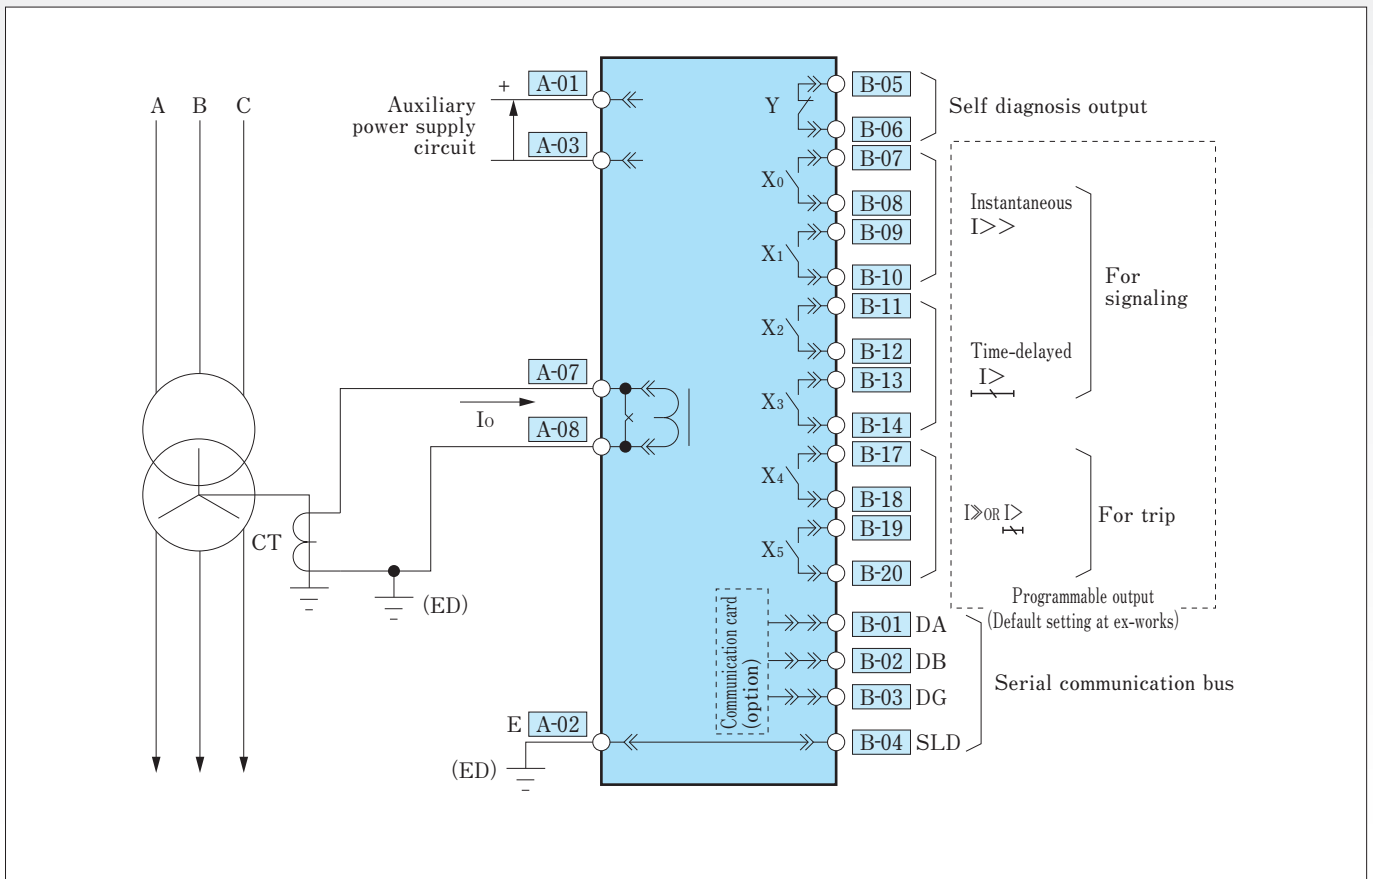 A B C
Auxiliary
power supply
circuit
+
A-01
A-03
A-07
A-08
I0
CT
(ED)
E A-02
(ED)
Y
X0
X1
X2
X3
X4
X5
Communication card
(option)
B-05
B-06
B-07
B-08
B-09
B-10
B-11
B-12
B-13
B-14
B-17
B-18
B-19
B-20
B-01 DA
B-02 DB
B-03 DG
B-04 SLD
Self diagnosis output
Instantaneous
I>>
For
signaling
Time-delayed
I>
I≫OR I>
For trip
Programmable output
(Default setting at ex-works)
Serial communication bus